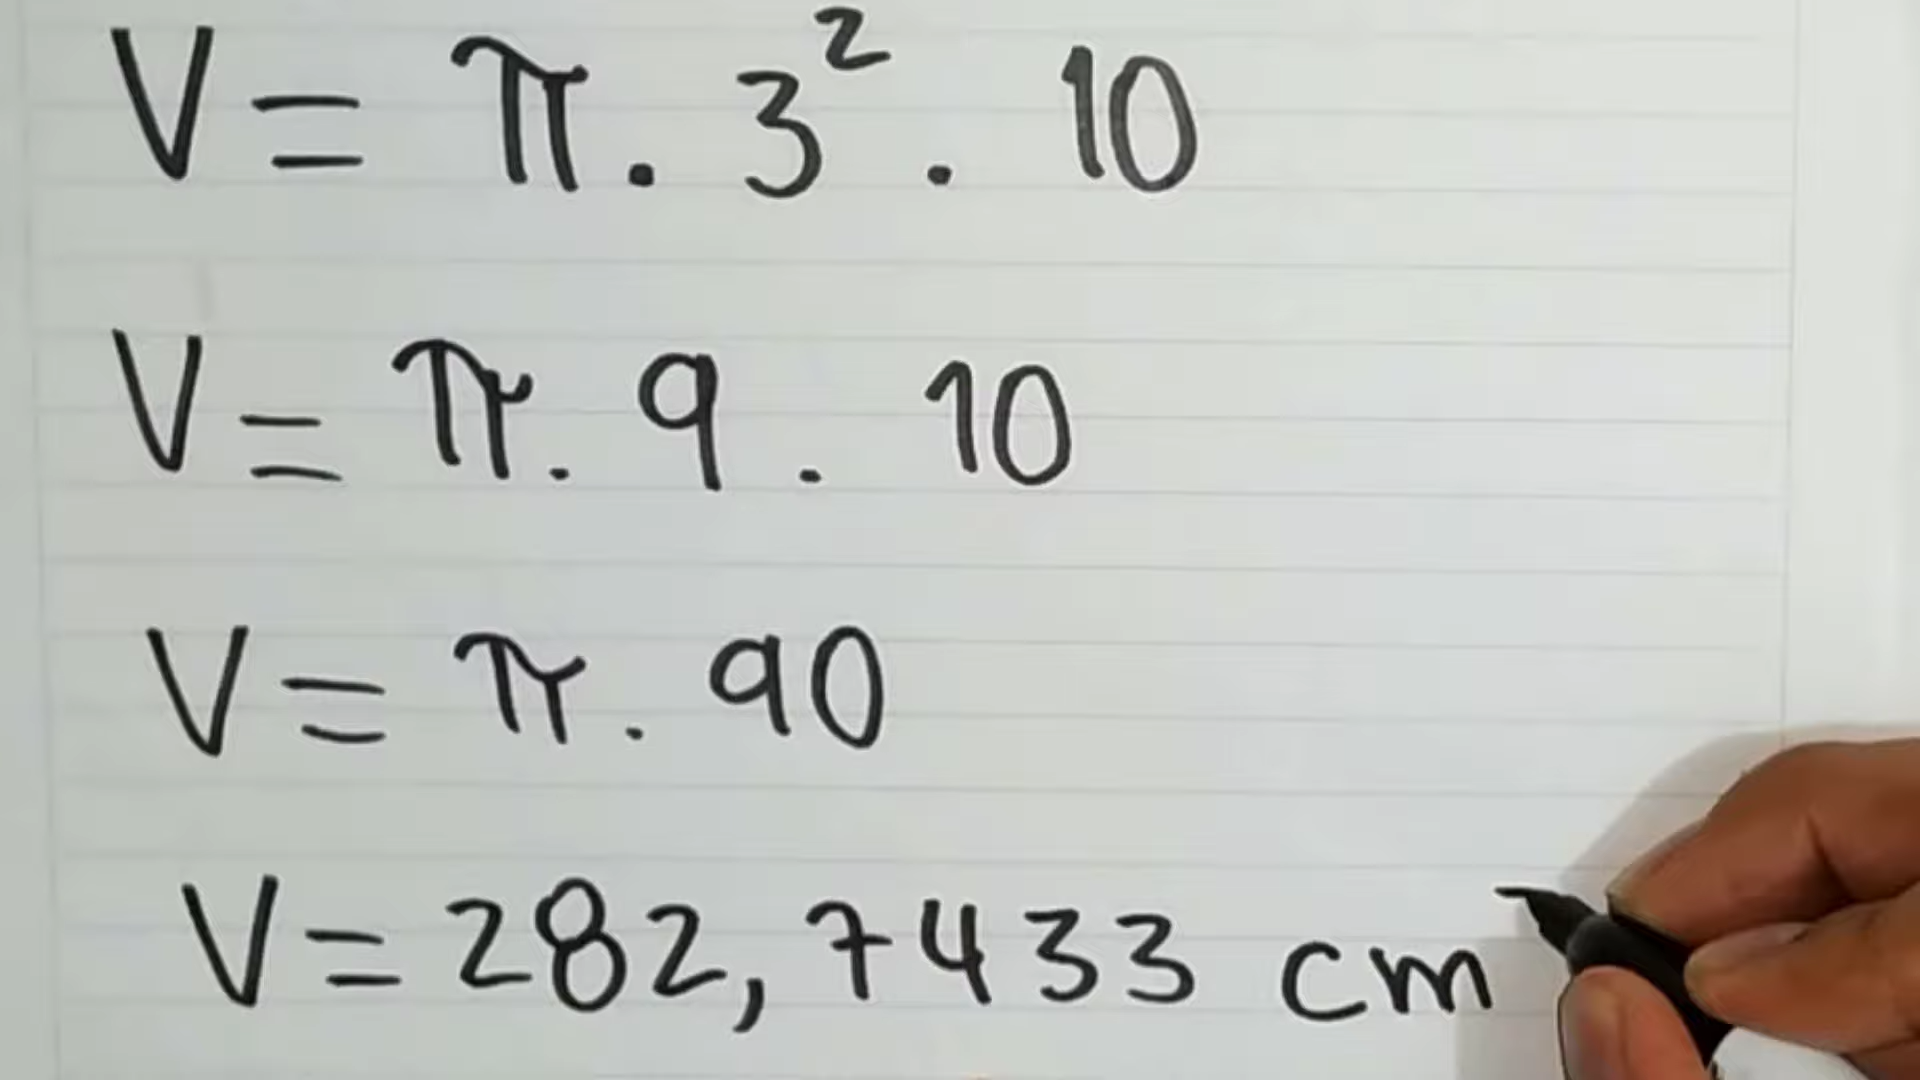 V = π . 3² . 10
V = π . 9 . 10
V = π . 90
V = 282,7433 cm